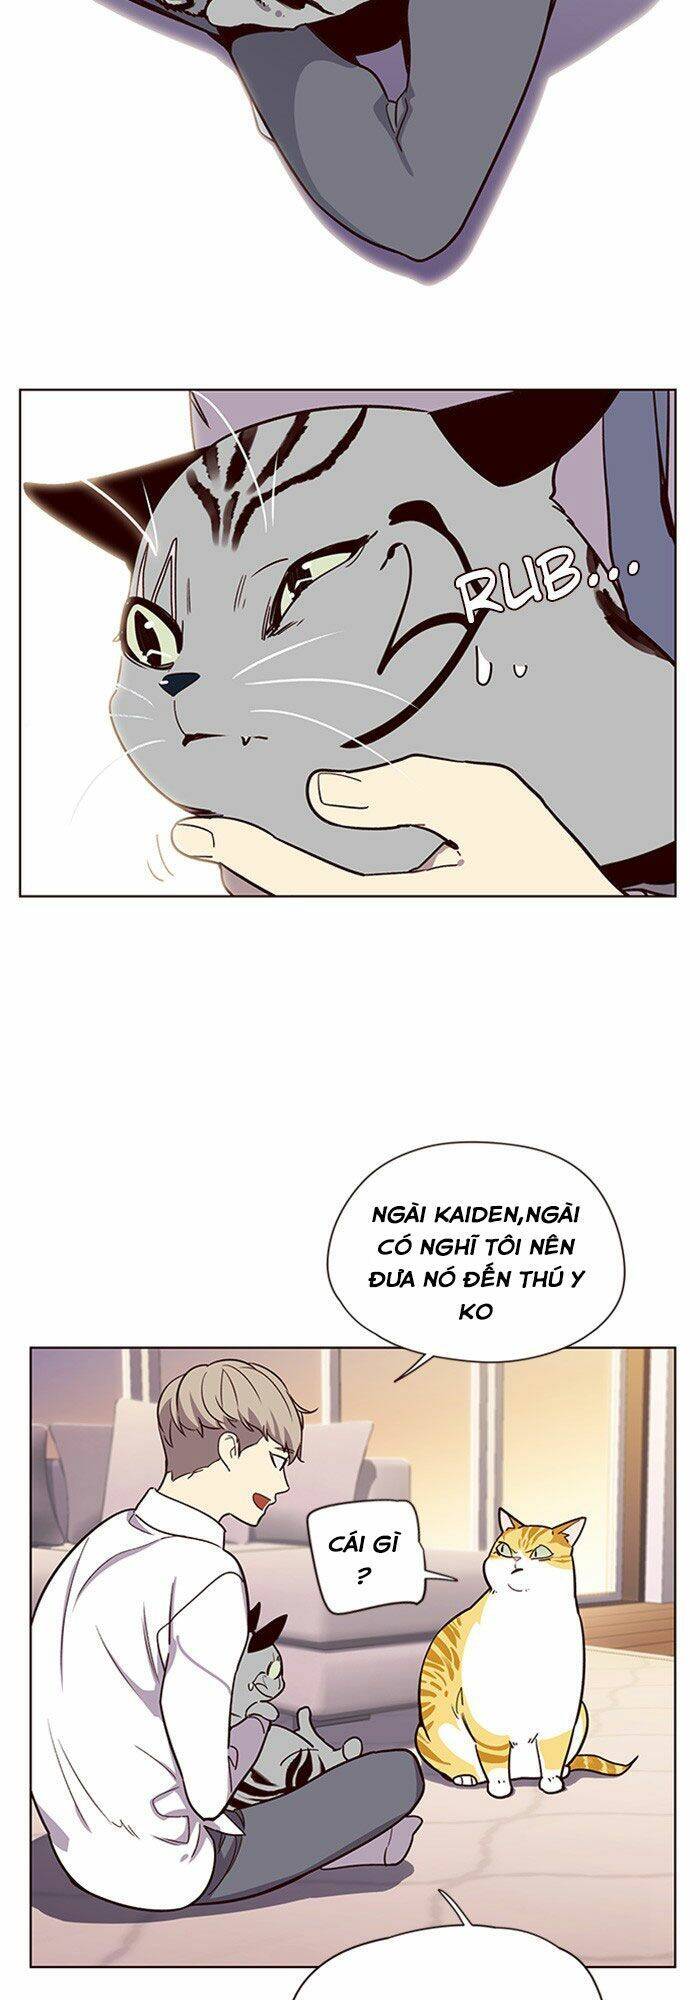 RUB...
NGÀI KAIDEN,NGÀI
CÓ NGHĨ TÔI NÊN
ĐƯA NÓ ĐẾN THÚ Y
KO
CÁI GÌ
?